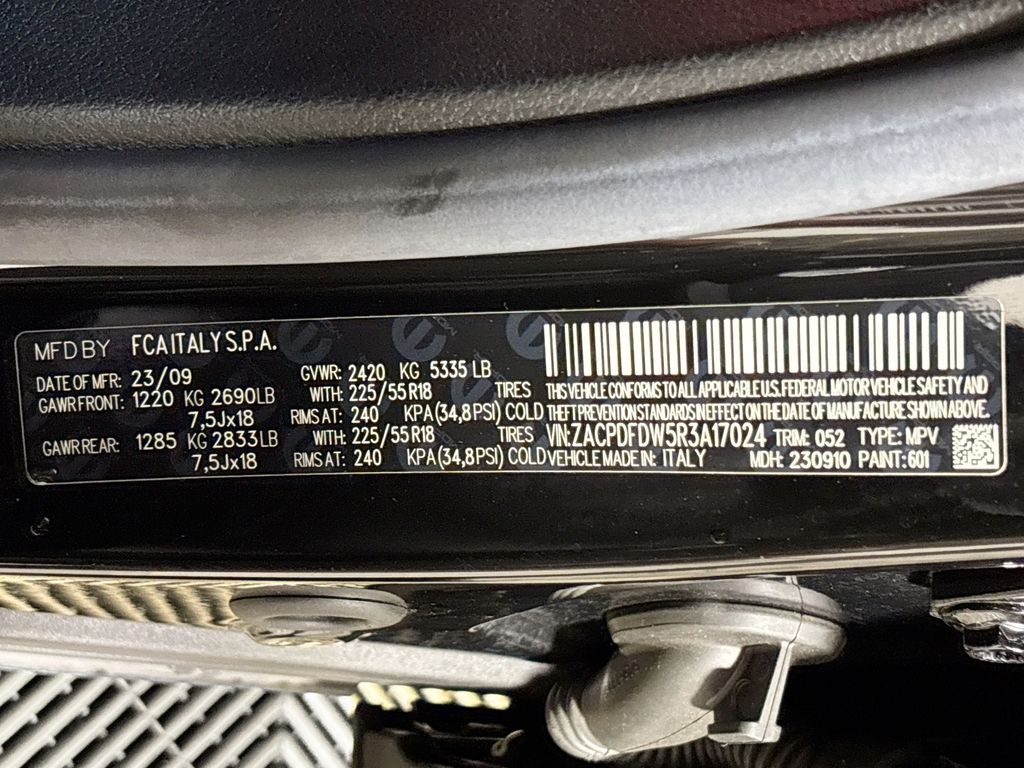 MFD BY FCA ITALY S.P.A.
DATE OF MFR: 23/09 GVWR: 2420 KG 5335 LB
GAWR FRONT: 1220 KG 2690LB WITH: 225/55R18 TIRES
7,5Jx18 RIMS AT: 240 KPA (34,8PSI) COLD
GAWR REAR: 1285 KG 2833LB WITH: 225/55R18 TIRES
7,5Jx18 RIMS AT: 240 KPA (34,8PSI) COLD
THIS VEHICLE CONFORMS TO ALL APPLICABLE U.S. FEDERAL MOTOR VEHICLE SAFETY AND
THEFT PREVENTION STANDARDS IN EFFECT ON THE DATE OF MANUFACTURE SHOWN ABOVE.
VIN: ZACPDFDW5R3A17024 TRIM: 052 TYPE: MPV
VEHICLE MADE IN: ITALY MDH: 230910 PAINT: 601